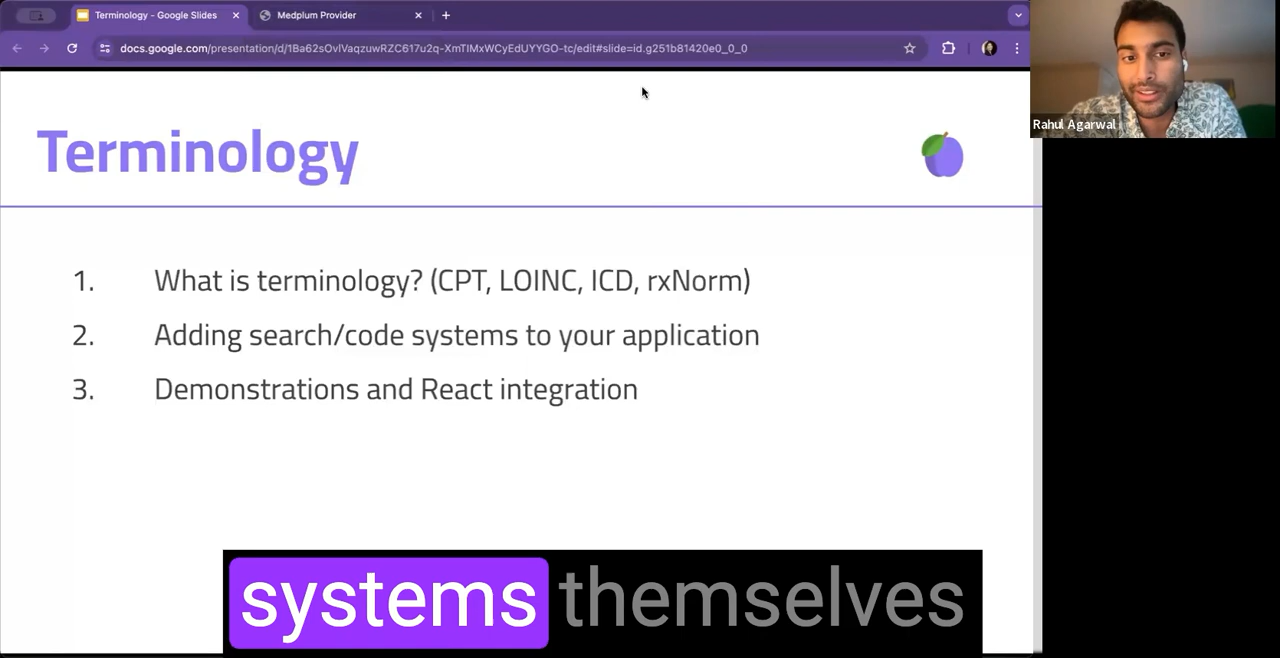 Terminology - Google Slides
Medplum Provider
docs.google.com/presentation/d/1Ba62sOvIVaqzuwRZC617u2q-XmTIMxWCyEdUYYGO-tc/edit#slide=id.g251b81420e0_0_0
Rahul Agarwal
Terminology
1. What is terminology? (CPT, LOINC, ICD, rxNorm)
2. Adding search/code systems to your application
3. Demonstrations and React integration
systems themselves